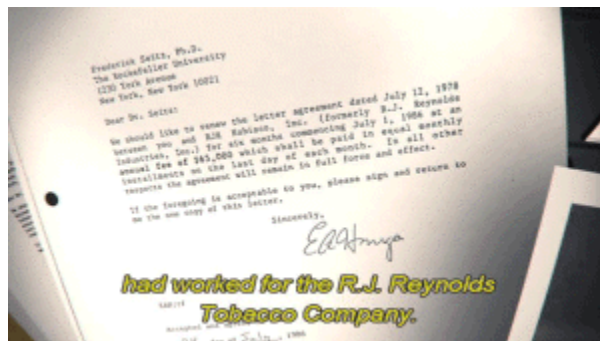 Frederick Seitz, Ph.D.
The Rockefeller University
1230 York Avenue
New York, New York 10021
Dear Dr. Seitz:
We should like to renew the letter agreement dated July 12, 1978
between you and RJR Nabisco, Inc. (formerly R.J. Reynolds
Industries, Inc.) for six months commencing July 1, 1986 at an
annual fee of $65,000 which shall be paid in equal monthly
installments on the last day of each month. In all other
respects the agreement will remain in full force and effect.
If the foregoing is acceptable to you, please sign and return to
me the one copy of this letter.
Sincerely,
had worked for the R.J. Reynolds
Tobacco Company.
Accepted and
1986